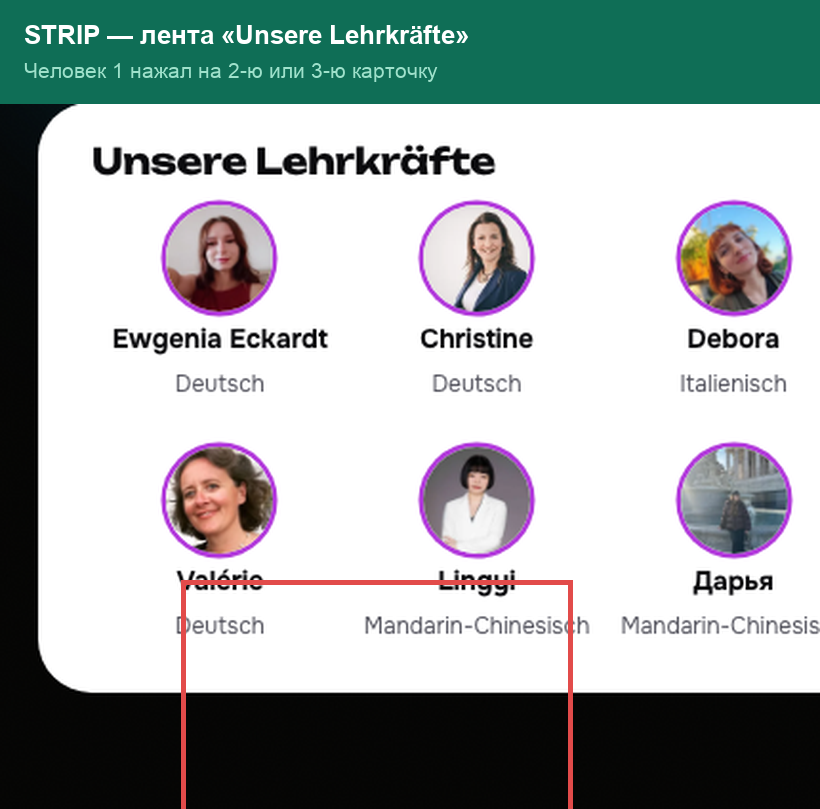 STRIP — лента «Unsere Lehrkräfte»
Человек 1 нажал на 2-ю или 3-ю карточку
Unsere Lehrkräfte
Ewgenia Eckardt
Christine
Debora
Deutsch
Deutsch
Italienisch
Valérie
Lingyi
Дарья
Deutsch
Mandarin-Chinesisch
Mandarin-Chinesis